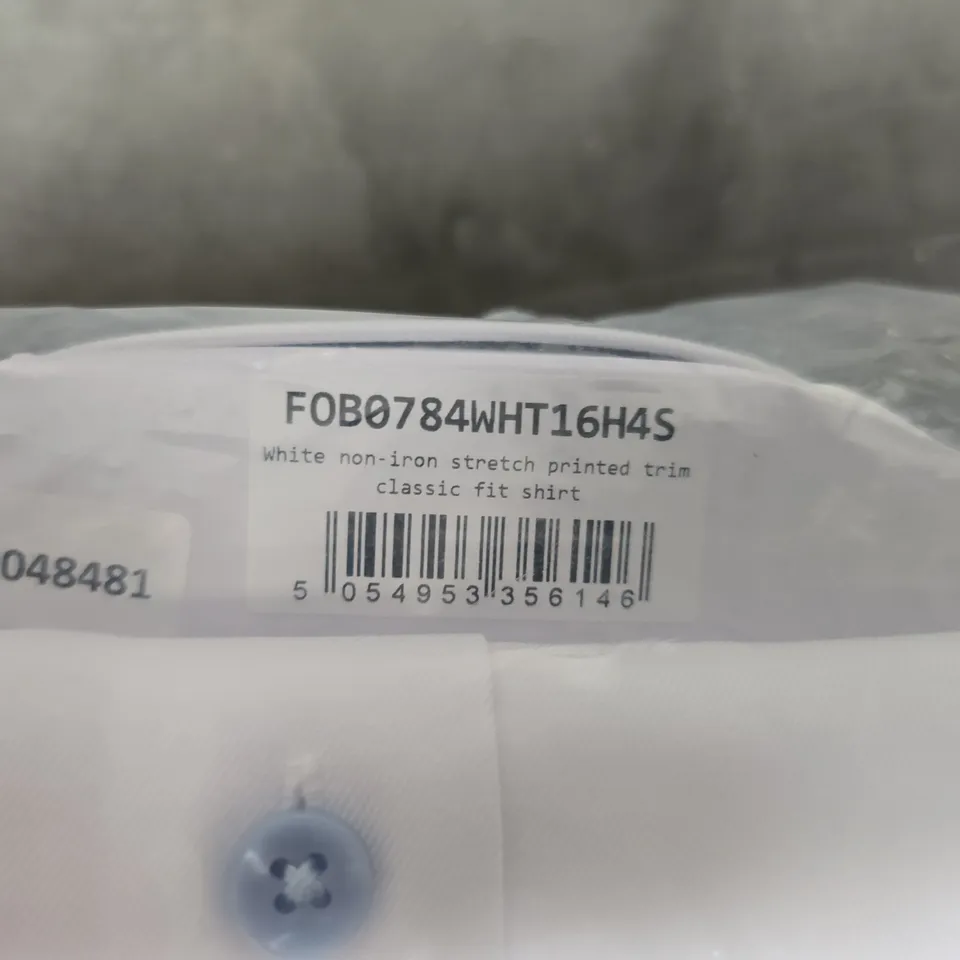 FOB0784WHT16H4S
White non-iron stretch printed trim
classic fit shirt
5 054953 356146
048481